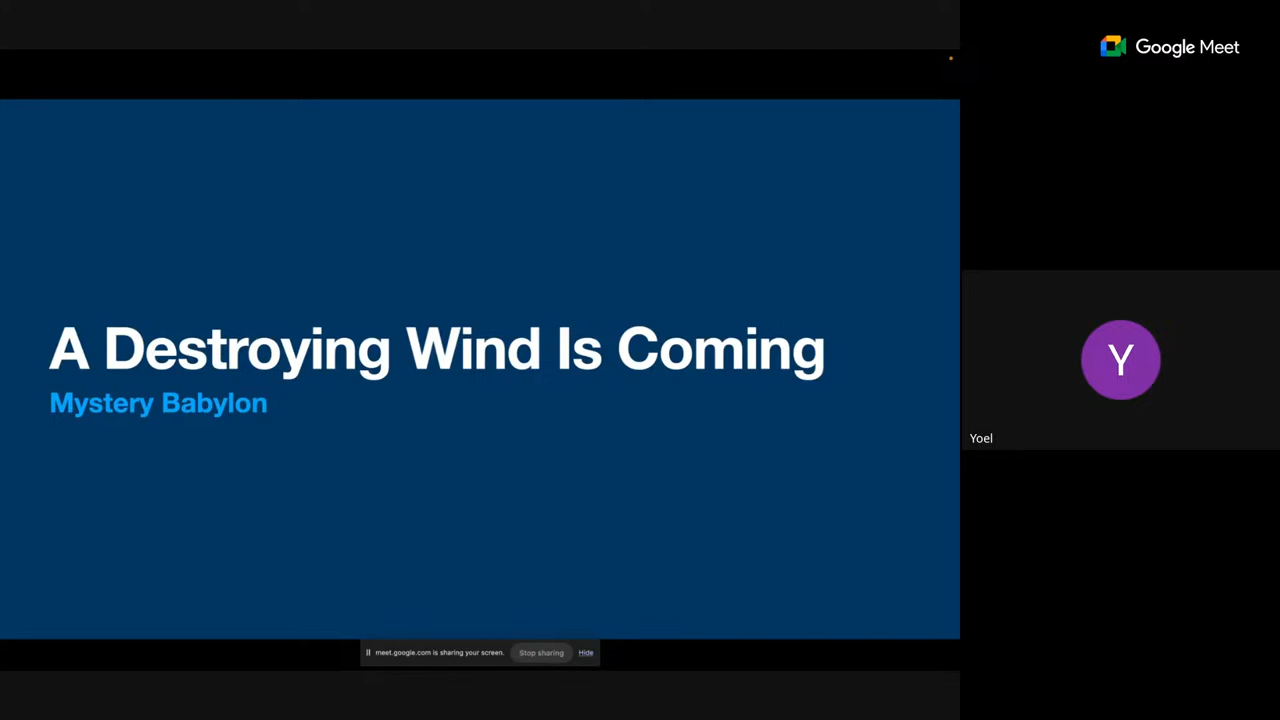 Google Meet
A Destroying Wind Is Coming
Mystery Babylon
Y
Yoel
meet.google.com is sharing your screen. Stop sharing Hide